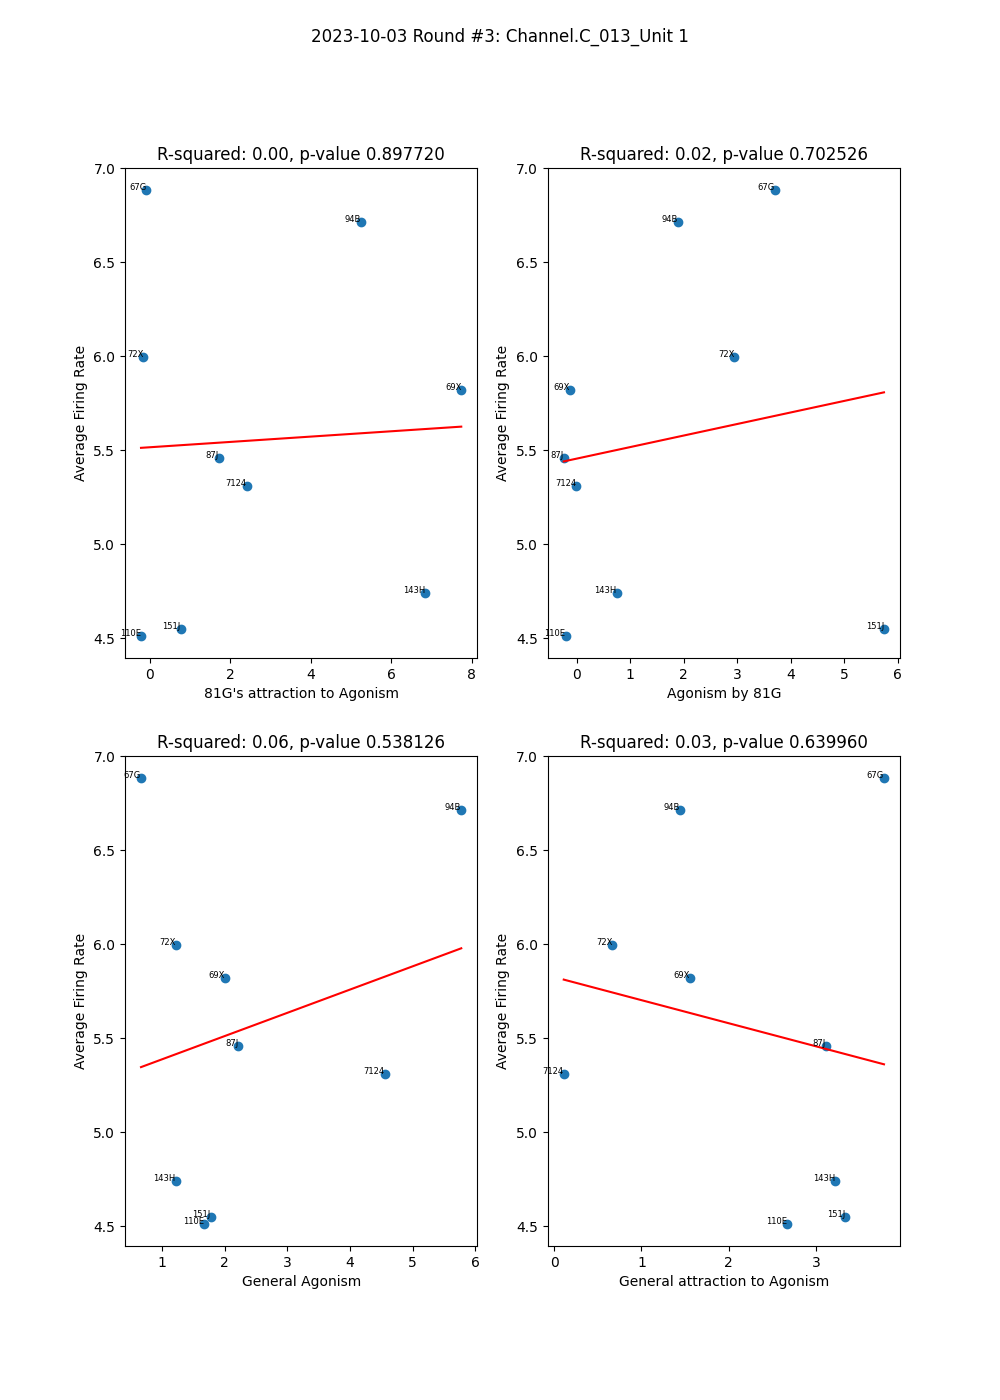 2023-10-03 Round #3: Channel.C_013_Unit 1
R-squared: 0.00, p-value 0.897720
7.0
6.5
6.0
5.5
5.0
4.5
Average Firing Rate
67G
94B
72X
69X
87J
7124
143H
151J
110E
0 2 4 6 8
81G's attraction to Agonism
R-squared: 0.02, p-value 0.702526
7.0
6.5
6.0
5.5
5.0
4.5
Average Firing Rate
67G
94B
72X
69X
87J
7124
143H
151J
110E
0 1 2 3 4 5 6
Agonism by 81G
R-squared: 0.06, p-value 0.538126
7.0
6.5
6.0
5.5
5.0
4.5
Average Firing Rate
67G
94B
72X
69X
87J
7124
143H
151J
110E
1 2 3 4 5 6
General Agonism
R-squared: 0.03, p-value 0.639960
7.0
6.5
6.0
5.5
5.0
4.5
Average Firing Rate
67G
94B
72X
69X
87J
7124
143H
151J
110E
0 1 2 3
General attraction to Agonism